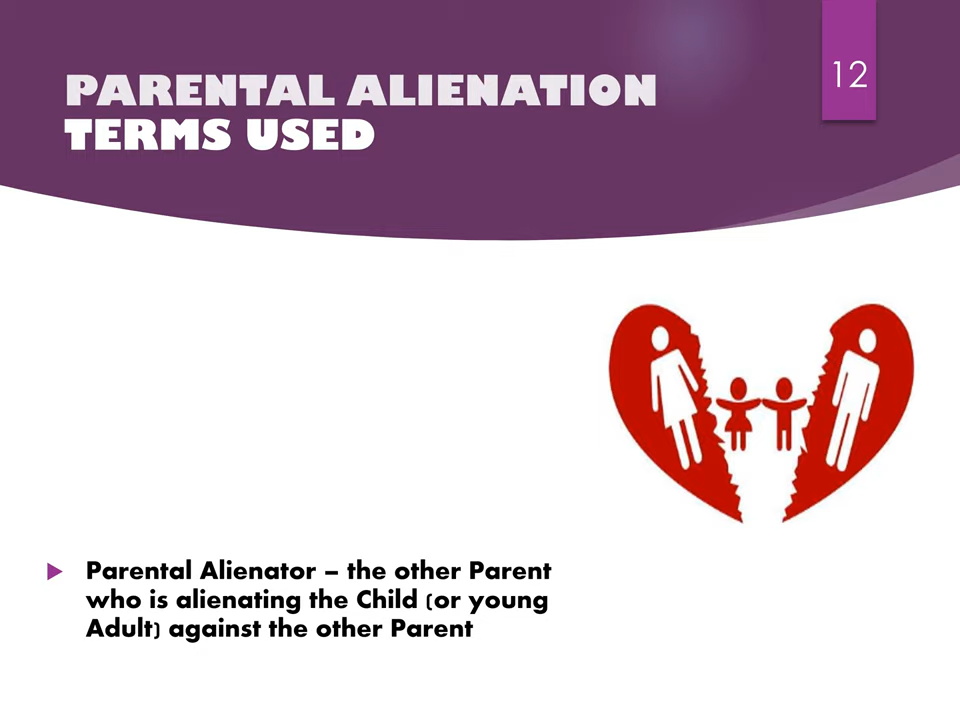 PARENTAL ALIENATION
TERMS USED
12
Parental Alienator – the other Parent
who is alienating the Child (or young
Adult) against the other Parent